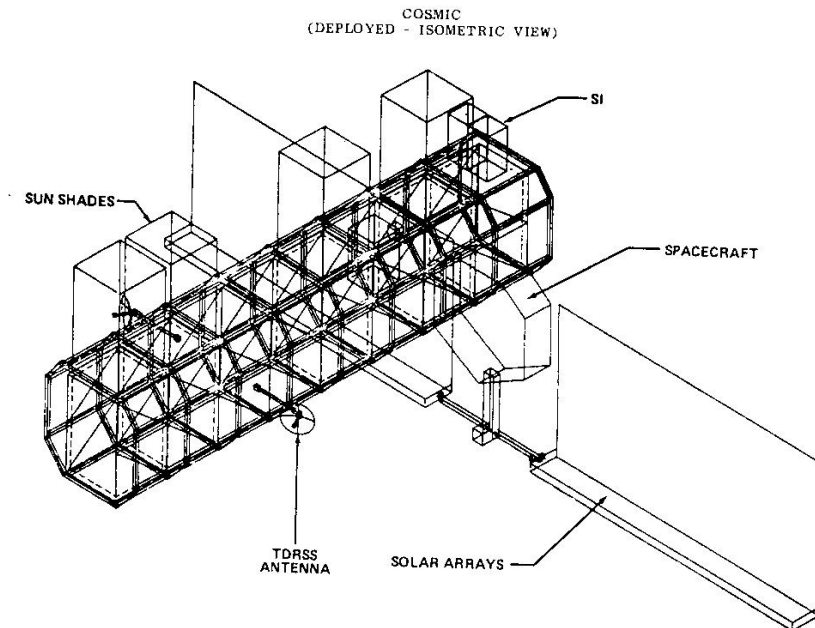 COSMIC
(DEPLOYED - ISOMETRIC VIEW)
SI
SUN SHADES
SPACECRAFT
TDRSS
ANTENNA
SOLAR ARRAYS